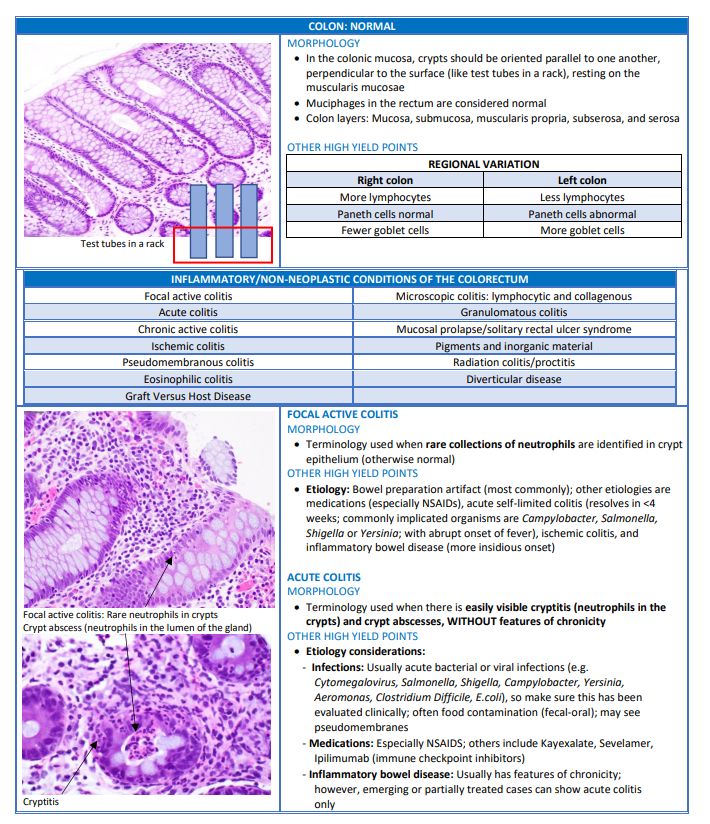 COLON: NORMAL
Test tubes in a rack
MORPHOLOGY
• In the colonic mucosa, crypts should be oriented parallel to one another,
perpendicular to the surface (like test tubes in a rack), resting on the
muscularis mucosae
• Muciphages in the rectum are considered normal
• Colon layers: Mucosa, submucosa, muscularis propria, subserosa, and serosa
OTHER HIGH YIELD POINTS
REGIONAL VARIATION
Right colon Left colon
More lymphocytes Less lymphocytes
Paneth cells normal Paneth cells abnormal
Fewer goblet cells More goblet cells
INFLAMMATORY/NON-NEOPLASTIC CONDITIONS OF THE COLORECTUM
Focal active colitis Microscopic colitis: lymphocytic and collagenous
Acute colitis Granulomatous colitis
Chronic active colitis Mucosal prolapse/solitary rectal ulcer syndrome
Ischemic colitis Pigments and inorganic material
Pseudomembranous colitis Radiation colitis/proctitis
Eosinophilic colitis Diverticular disease
Graft Versus Host Disease
Focal active colitis: Rare neutrophils in crypts
Crypt abscess (neutrophils in the lumen of the gland)
Cryptitis
FOCAL ACTIVE COLITIS
MORPHOLOGY
• Terminology used when rare collections of neutrophils are identified in crypt
epithelium (otherwise normal)
OTHER HIGH YIELD POINTS
• Etiology: Bowel preparation artifact (most commonly); other etiologies are
medications (especially NSAIDs), acute self-limited colitis (resolves in <4
weeks; commonly implicated organisms are Campylobacter, Salmonella,
Shigella or Yersinia; with abrupt onset of fever), ischemic colitis, and
inflammatory bowel disease (more insidious onset)
ACUTE COLITIS
MORPHOLOGY
• Terminology used when there is easily visible cryptitis (neutrophils in the
crypts) and crypt abscesses, WITHOUT features of chronicity
OTHER HIGH YIELD POINTS
• Etiology considerations:
- Infections: Usually acute bacterial or viral infections (e.g.
Cytomegalovirus, Salmonella, Shigella, Campylobacter, Yersinia,
Aeromonas, Clostridium Difficile, E.coli), so make sure this has been
evaluated clinically; often food contamination (fecal-oral); may see
pseudomembranes
- Medications: Especially NSAIDS; others include Kayexalate, Sevelamer,
Ipilimumab (immune checkpoint inhibitors)
- Inflammatory bowel disease: Usually has features of chronicity;
however, emerging or partially treated cases can show acute colitis
only